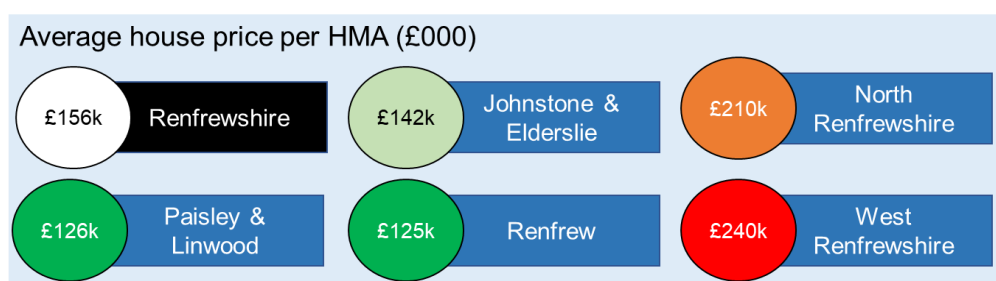 Average house price per HMA (£000)
£156k
Renfrewshire
£142k
Johnstone &
Elderslie
£210k
North
Renfrewshire
£126k
Paisley &
Linwood
£125k
Renfrew
£240k
West
Renfrewshire